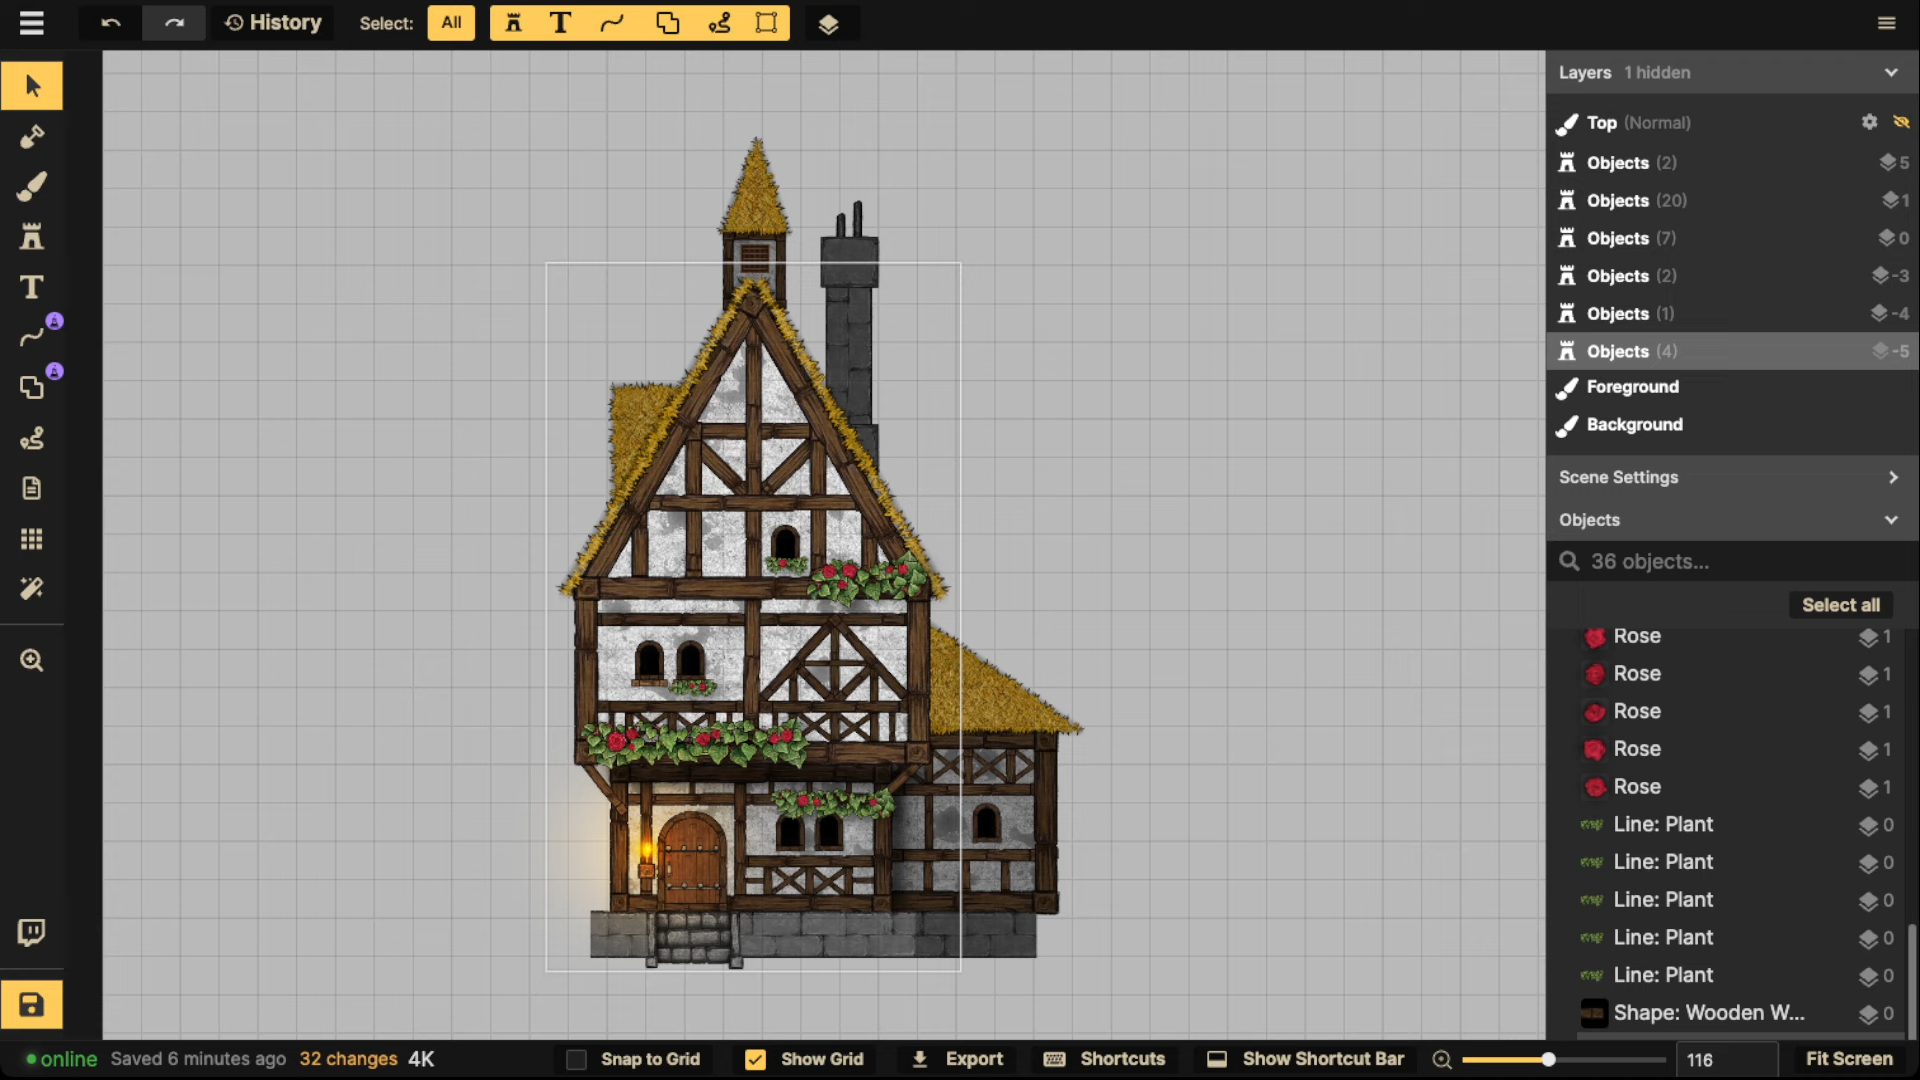 History
Select:
All
T
Layers 1 hidden
Top (Normal)
Objects (2) 5
Objects (20) 1
Objects (7) 0
Objects (2) -3
Objects (1) -4
Objects (4) -5
Foreground
Background
Scene Settings
Objects
36 objects...
Select all
Rose 1
Rose 1
Rose 1
Rose 1
Rose 1
Line: Plant 0
Line: Plant 0
Line: Plant 0
Line: Plant 0
Line: Plant 0
Shape: Wooden W... 0
T
online Saved 6 minutes ago 32 changes 4K
Snap to Grid
Show Grid
Export
Shortcuts
Show Shortcut Bar
116
Fit Screen